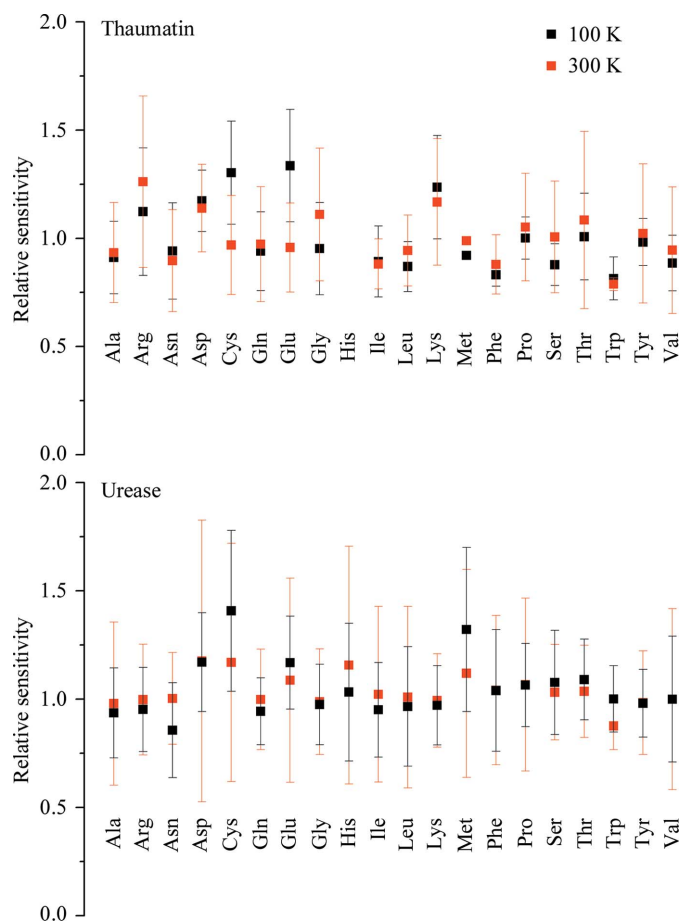 2.0
Thaumatin
100 K
300 K
1.5
1.0
0.5
0.0
Relative sensitivity
Ala Arg Asn Asp Cys Gln Glu Gly His Ile Leu Lys Met Phe Pro Ser Thr Trp Tyr Val
2.0
Urease
1.5
1.0
0.5
0.0
Relative sensitivity
Ala Arg Asn Asp Cys Gln Glu Gly His Ile Leu Lys Met Phe Pro Ser Thr Trp Tyr Val